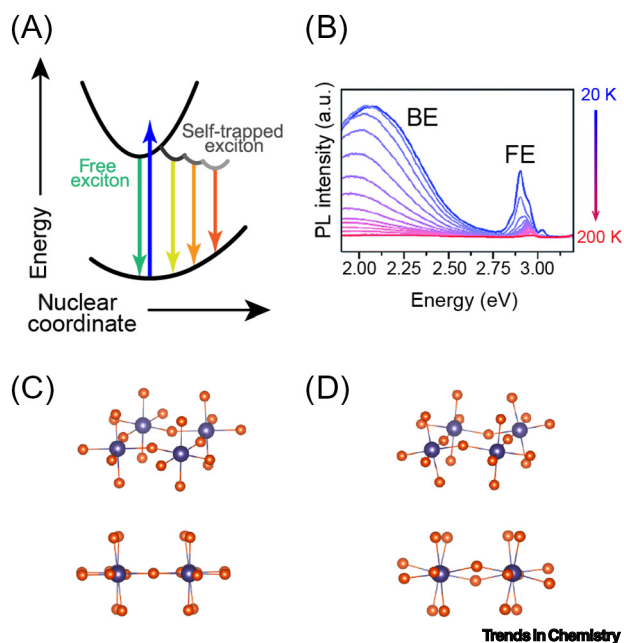 (A)
Energy
Self-trapped
exciton
Free
exciton
Nuclear
coordinate
(B)
PL intensity (a.u.)
BE
FE
20 K
200 K
2.00 2.25 2.50 2.75 3.00
Energy (eV)
(C)
(D)
Trends in Chemistry